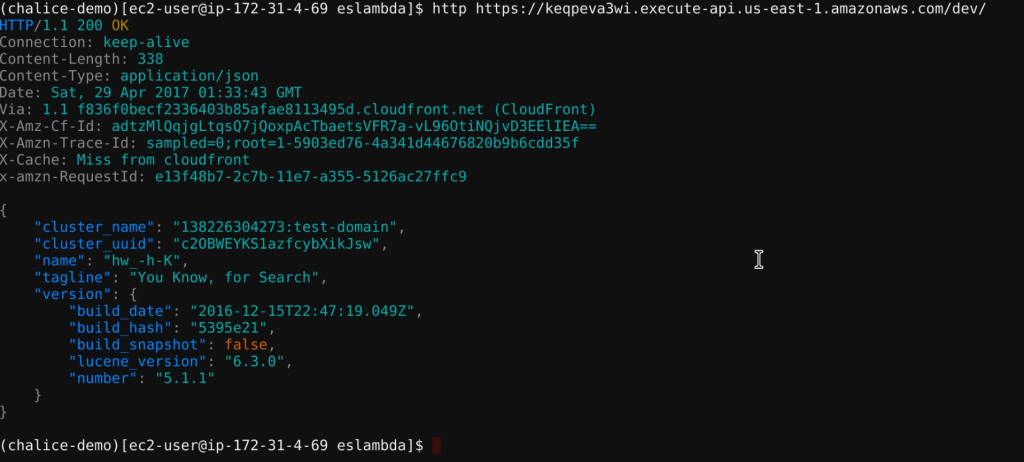 (chalice-demo)[ec2-user@ip-172-31-4-69 eslambda]$ http https://keqpeva3wi.execute-api.us-east-1.amazonaws.com/dev/
HTTP/1.1 200 OK
Connection: keep-alive
Content-Length: 338
Content-Type: application/json
Date: Sat, 29 Apr 2017 01:33:43 GMT
Via: 1.1 f836f0becf2336403b85afae8113495d.cloudfront.net (CloudFront)
X-Amz-Cf-Id: adtzMlQqjgLtqsQ7jQoxpAcTbaetsVFR7a-vL96OtiNQjvD3EElIEA==
X-Amzn-Trace-Id: sampled=0;root=1-5903ed76-4a341d44676820b9b6cdd35f
X-Cache: Miss from cloudfront
x-amzn-RequestId: e13f48b7-2c7b-11e7-a355-5126ac27ffc9
{
    "cluster_name": "138226304273:test-domain",
    "cluster_uuid": "c2OBWEYKS1azfcybXikJsw",
    "name": "hw_-h-K",
    "tagline": "You Know, for Search",
    "version": {
        "build_date": "2016-12-15T22:47:19.049Z",
        "build_hash": "5395e21",
        "build_snapshot": false,
        "lucene_version": "6.3.0",
        "number": "5.1.1"
    }
}
(chalice-demo)[ec2-user@ip-172-31-4-69 eslambda]$